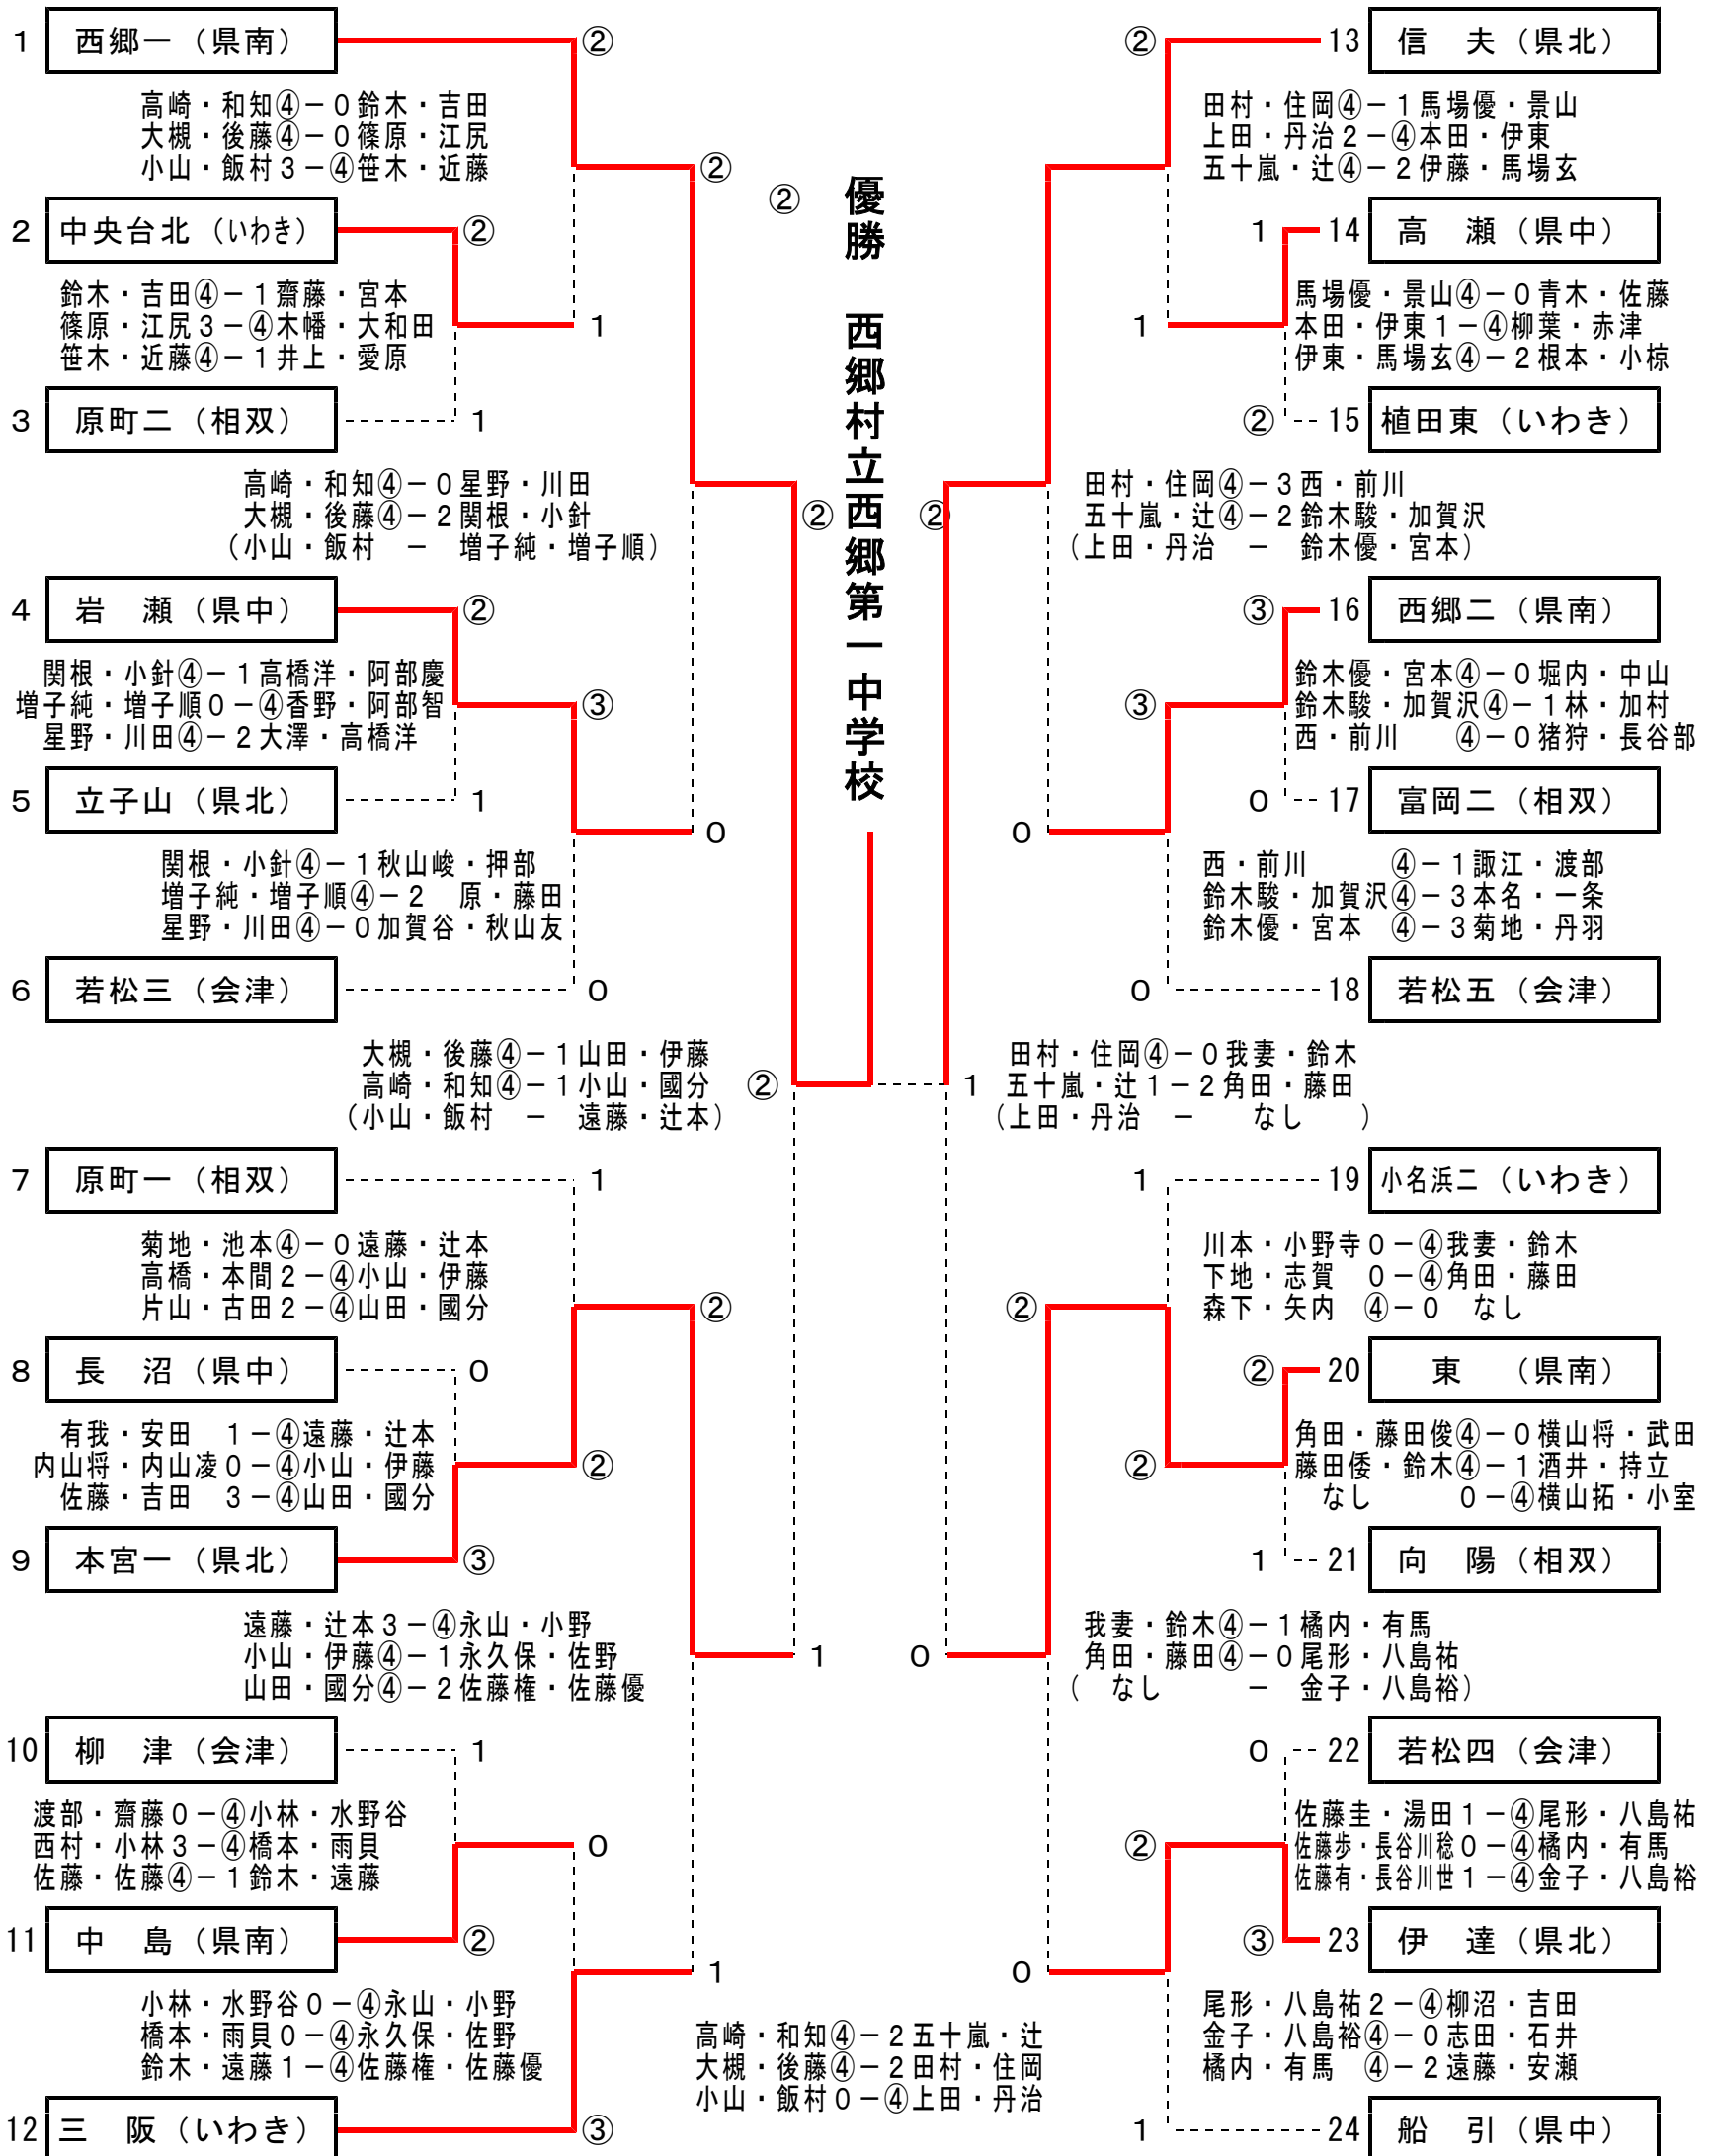 1 西郷一（県南） ②
高崎・和知④－0鈴木・吉田
大槻・後藤④－0篠原・江尻
小山・飯村3－④笹木・近藤
②
2 中央台北（いわき） ②
鈴木・吉田④－1齋藤・宮本
篠原・江尻3－④木幡・大和田
笹木・近藤④－1井上・愛原
1
3 原町二（相双） 1
高崎・和知④－0星野・川田
大槻・後藤④－2関根・小針
（小山・飯村 － 増子純・増子順）
②
4 岩　瀬（県中） ②
関根・小針④－1高橋洋・阿部慶
増子純・増子順0－④香野・阿部智
星野・川田④－2大澤・高橋洋
③
5 立子山（県北） 1
0
関根・小針④－1秋山峻・押部
増子純・増子順④－2　原・藤田
星野・川田④－0加賀谷・秋山友
6 若松三（会津） 0
大槻・後藤④－1山田・伊藤
高崎・和知④－1小山・國分
（小山・飯村 － 遠藤・辻本）
②
7 原町一（相双） 1
菊地・池本④－0遠藤・辻本
高橋・本間2－④小山・伊藤
片山・古田2－④山田・國分
②
8 長　沼（県中） 0
有我・安田　1－④遠藤・辻本
内山将・内山凌0－④小山・伊藤
佐藤・吉田　3－④山田・國分
②
9 本宮一（県北） ③
遠藤・辻本3－④永山・小野
小山・伊藤④－1永久保・佐野
山田・國分④－2佐藤権・佐藤優
1
10 柳　津（会津） 1
渡部・齋藤0－④小林・水野谷
西村・小林3－④橋本・雨貝
佐藤・佐藤④－1鈴木・遠藤
0
11 中　島（県南） ②
1
小林・水野谷0－④永山・小野
橋本・雨貝0－④永久保・佐野
鈴木・遠藤1－④佐藤権・佐藤優
12 三　阪（いわき） ③
②
優勝　西郷村立西郷第一中学校
②
高崎・和知④－2五十嵐・辻
大槻・後藤④－2田村・住岡
小山・飯村0－④上田・丹治
② 13 信　夫（県北）
田村・住岡④－1馬場優・景山
上田・丹治2－④本田・伊東
五十嵐・辻④－2伊藤・馬場玄
1 14 高　瀬（県中）
馬場優・景山④－0青木・佐藤
本田・伊東1－④柳葉・赤津
伊東・馬場玄④－2根本・小椋
1
② 15 植田東（いわき）
田村・住岡④－3西・前川
五十嵐・辻④－2鈴木駿・加賀沢
（上田・丹治 － 鈴木優・宮本）
③ 16 西郷二（県南）
鈴木優・宮本④－0堀内・中山
鈴木駿・加賀沢④－1林・加村
西・前川　　④－0猪狩・長谷部
③
0 17 富岡二（相双）
0
西・前川　　　④－1諏江・渡部
鈴木駿・加賀沢④－3本名・一条
鈴木優・宮本　④－3菊地・丹羽
0 18 若松五（会津）
田村・住岡④－0我妻・鈴木
五十嵐・辻1－2角田・藤田
（上田・丹治 － なし　　）
1
1 19 小名浜二（いわき）
川本・小野寺0－④我妻・鈴木
下地・志賀　0－④角田・藤田
森下・矢内　④－0　なし
②
② 20 東　（県南）
角田・藤田俊④－0横山将・武田
藤田倭・鈴木④－1酒井・持立
なし　　　0－④横山拓・小室
②
1 21 向　陽（相双）
我妻・鈴木④－1橘内・有馬
角田・藤田④－0尾形・八島祐
（　なし　　－　金子・八島裕）
0
0 22 若松四（会津）
佐藤圭・湯田1－④尾形・八島祐
佐藤歩・長谷川稔0－④橘内・有馬
佐藤有・長谷川世1－④金子・八島裕
②
③ 23 伊　達（県北）
0
尾形・八島祐2－④柳沼・吉田
金子・八島裕④－0志田・石井
橘内・有馬　④－2遠藤・安瀬
1 24 船　引（県中）
②